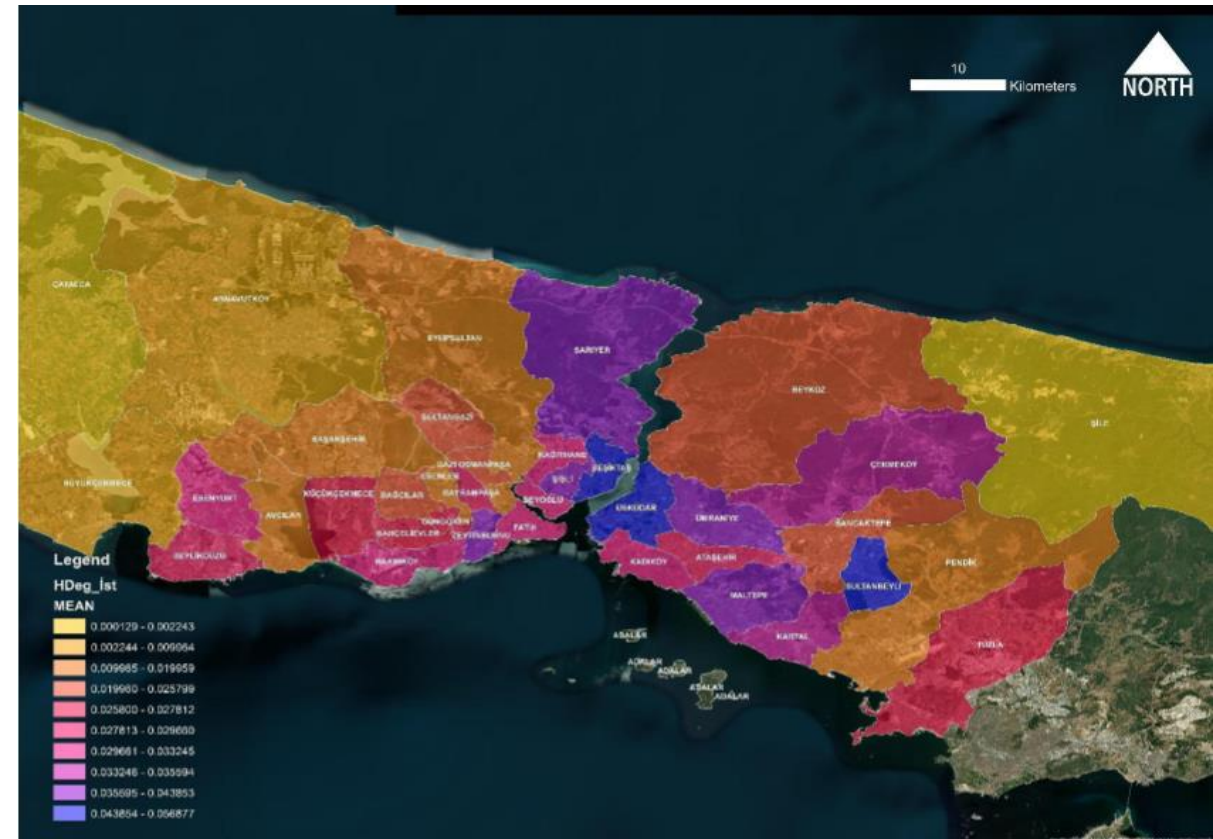 10
Kilometers
NORTH
ÇATALCA
ARNAVUTKÖY
EYÜPSULTAN
SARIYER
BEYKOZ
ŞİLE
SULTANGAZİ
BAŞAKŞEHİR
ÇEKMEKÖY
GAZİOSMANPAŞA
KAĞITHANE
BEŞİKTAŞ
ŞİŞLİ
BÜYÜKÇEKMECE
ESENYURT
AVCILAR
KÜÇÜKÇEKMECE
BAĞCILAR
ESENLER
BAYRAMPAŞA
BEYOĞLU
ÜSKÜDAR
ÜMRANİYE
SANCAKTEPE
GÜNGÖREN
BAHÇELİEVLER
ZEYTİNBURNU
FATİH
BEYLİKDÜZÜ
BAKIRKÖY
KADIKÖY
ATAŞEHİR
PENDİK
SULTANBEYLİ
MALTEPE
KARTAL
TUZLA
ADALAR
ADALAR
ADALAR
ADALAR
ADALAR
Legend
HDeg_İst
MEAN
0.000129 - 0.002243
0.002244 - 0.009964
0.009965 - 0.019959
0.019960 - 0.025799
0.025800 - 0.027812
0.027813 - 0.029660
0.029661 - 0.033245
0.033246 - 0.035594
0.035595 - 0.043853
0.043854 - 0.056877